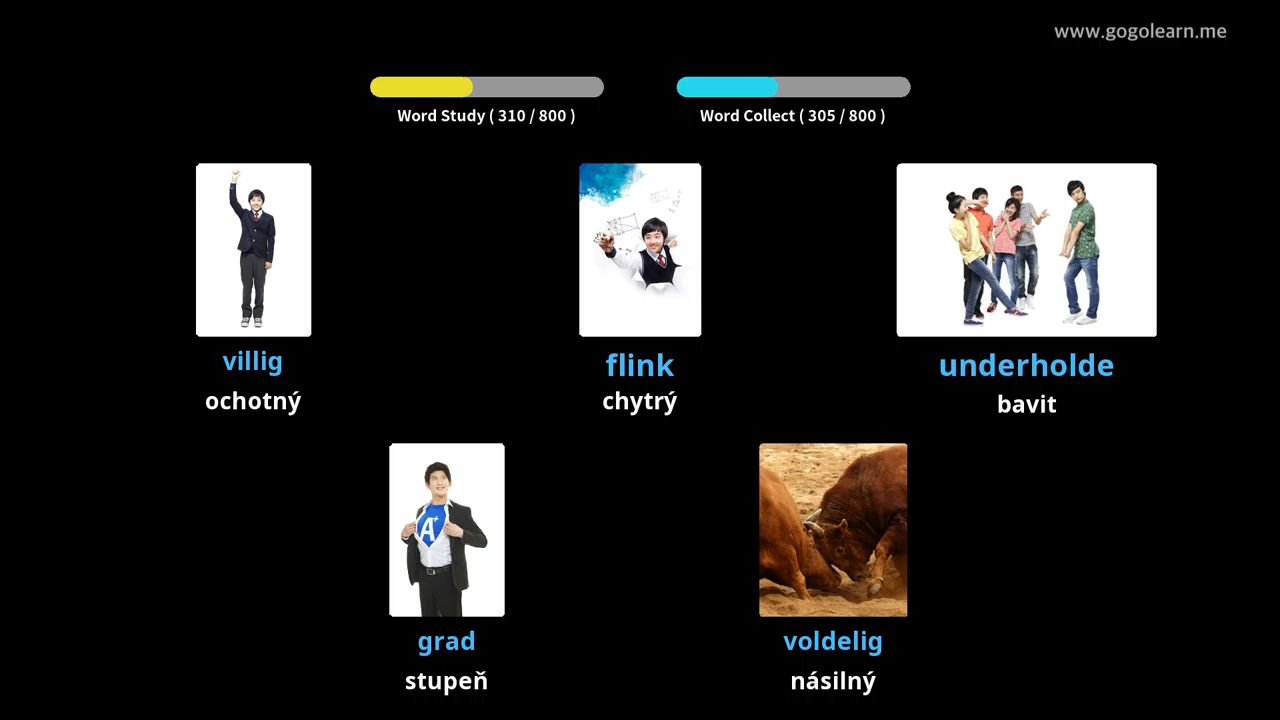 www.gogolearn.me
Word Study ( 310 / 800 )
Word Collect ( 305 / 800 )
villig
ochotný
flink
chytrý
underholde
bavit
A+
grad
stupeň
voldelig
násilný